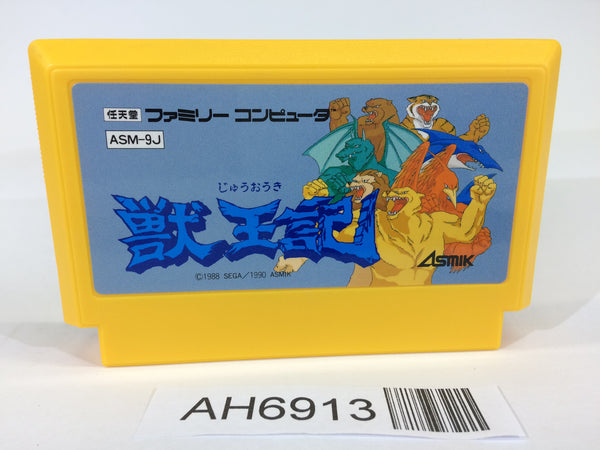 任天堂 ファミリー コンピュータ
ASM-9J
じゅうおうき
獣王記
ASMIK
©1988 SEGA/1990 ASMIK
AH6913